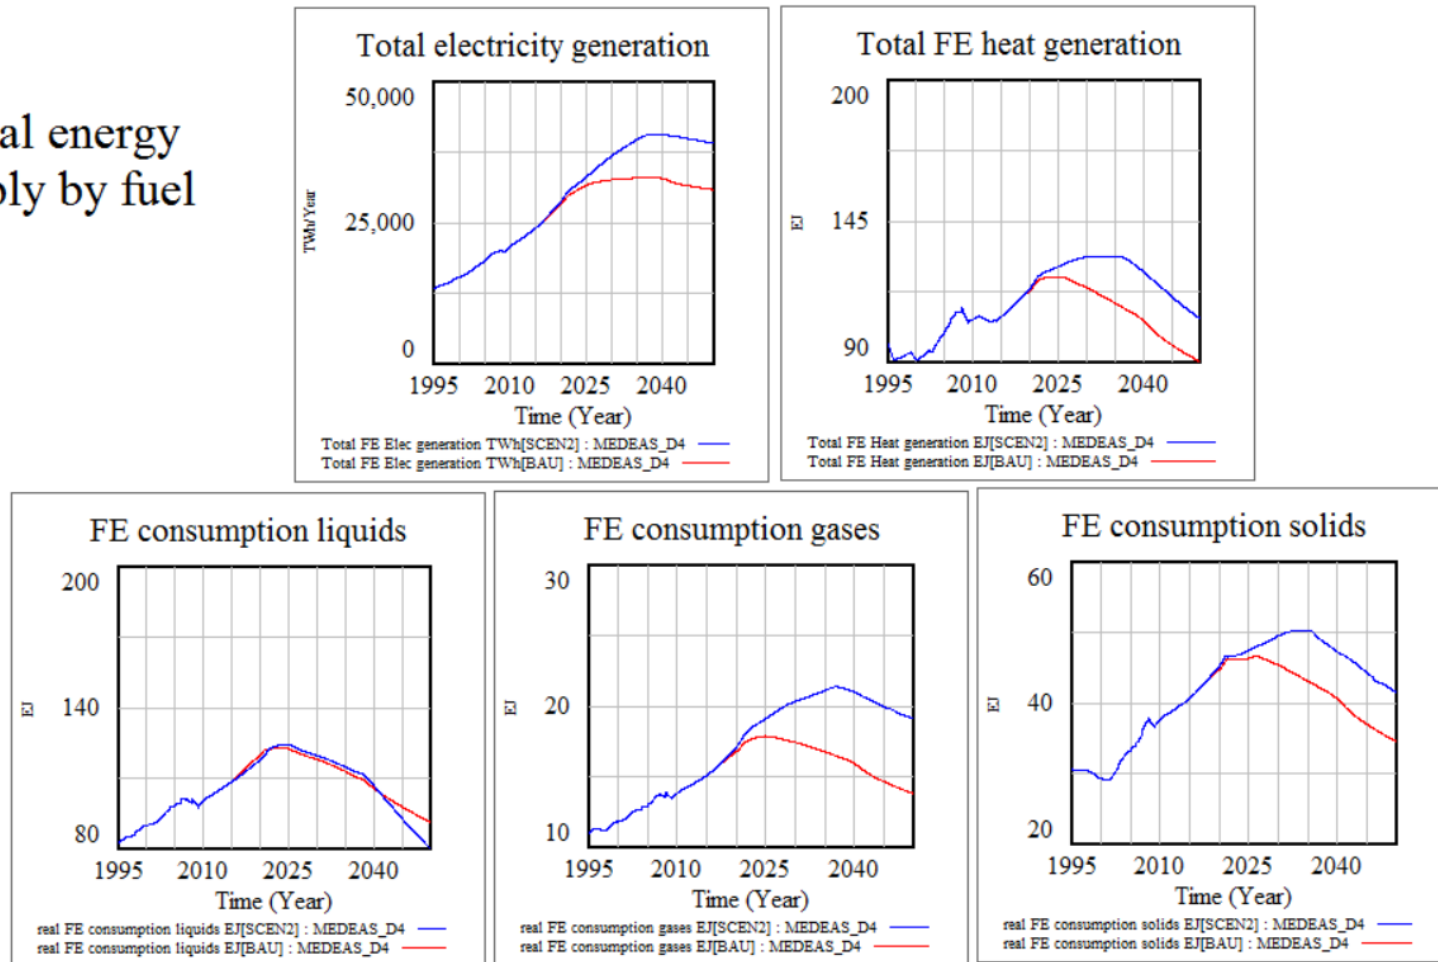 al energy
ply by fuel
Total electricity generation
50,000
25,000
0
TWh/Year
1995 2010 2025 2040
Time (Year)
Total FE Elec generation TWh[SCEN2] : MEDEAS_D4
Total FE Elec generation TWh[BAU] : MEDEAS_D4
Total FE heat generation
200
145
90
EJ
1995 2010 2025 2040
Time (Year)
Total FE Heat generation EJ[SCEN2] : MEDEAS_D4
Total FE Heat generation EJ[BAU] : MEDEAS_D4
FE consumption liquids
200
140
80
EJ
1995 2010 2025 2040
Time (Year)
real FE consumption liquids EJ[SCEN2] : MEDEAS_D4
real FE consumption liquids EJ[BAU] : MEDEAS_D4
FE consumption gases
30
20
10
EJ
1995 2010 2025 2040
Time (Year)
real FE consumption gases EJ[SCEN2] : MEDEAS_D4
real FE consumption gases EJ[BAU] : MEDEAS_D4
FE consumption solids
60
40
20
EJ
1995 2010 2025 2040
Time (Year)
real FE consumption solids EJ[SCEN2] : MEDEAS_D4
real FE consumption solids EJ[BAU] : MEDEAS_D4